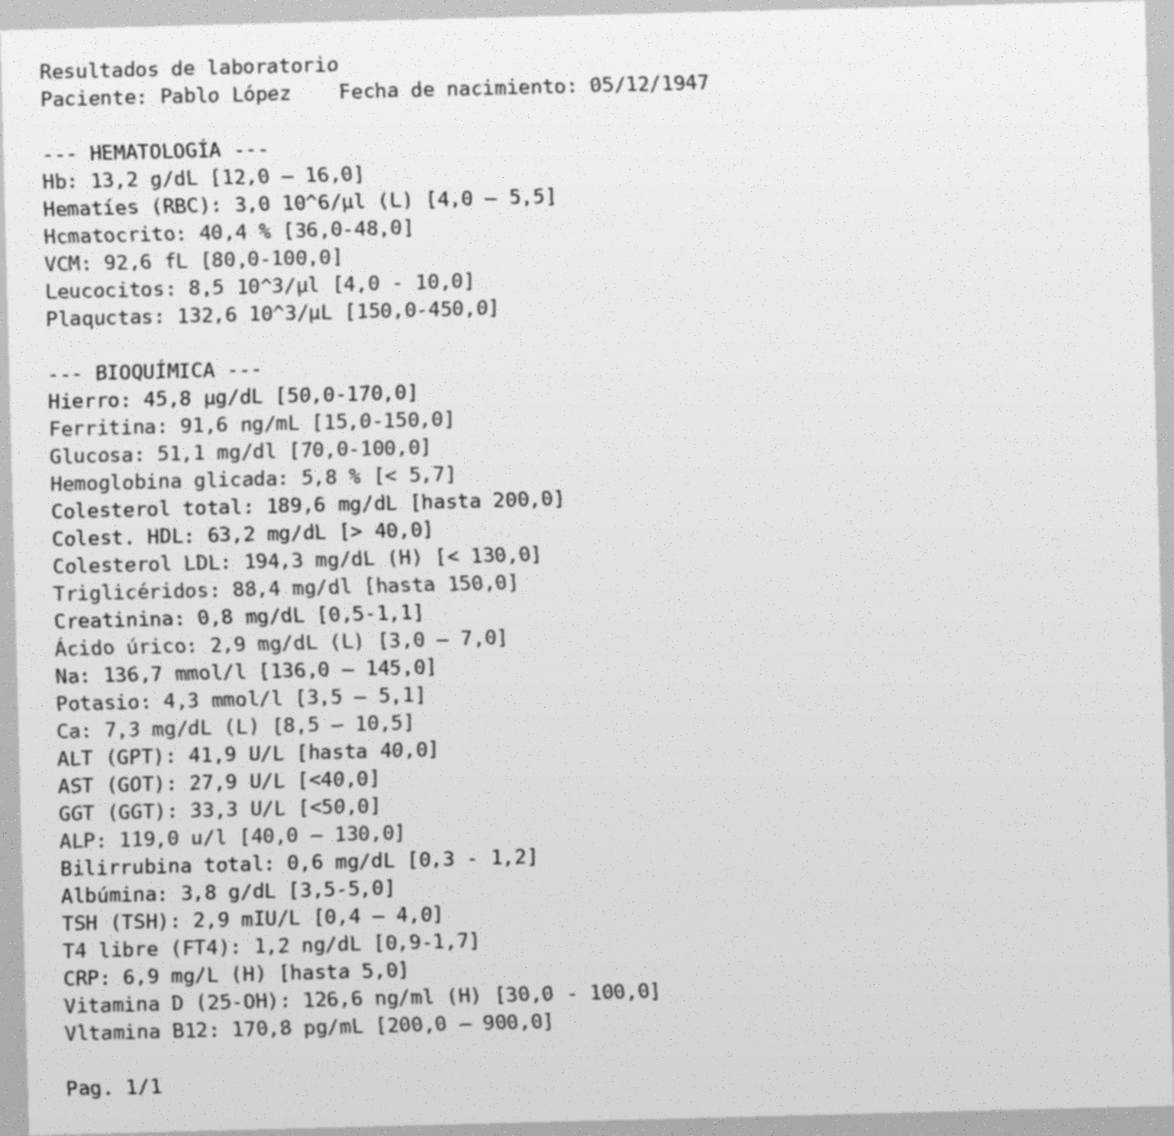 Resultados de laboratorio
Paciente: Pablo López    Fecha de nacimiento: 05/12/1947

--- HEMATOLOGÍA ---
Hb: 13,2 g/dL [12,0 – 16,0]
Hematíes (RBC): 3,0 10^6/µl (L) [4,0 – 5,5]
Hcmatocrito: 40,4 % [36,0-48,0]
VCM: 92,6 fL [80,0-100,0]
Leucocitos: 8,5 10^3/µl [4,0 - 10,0]
Plaquctas: 132,6 10^3/µL [150,0-450,0]

--- BIOQUÍMICA ---
Hierro: 45,8 µg/dL [50,0-170,0]
Ferritina: 91,6 ng/mL [15,0-150,0]
Glucosa: 51,1 mg/dl [70,0-100,0]
Hemoglobina glicada: 5,8 % [< 5,7]
Colesterol total: 189,6 mg/dL [hasta 200,0]
Colest. HDL: 63,2 mg/dL [> 40,0]
Colesterol LDL: 194,3 mg/dL (H) [< 130,0]
Triglicéridos: 88,4 mg/dl [hasta 150,0]
Creatinina: 0,8 mg/dL [0,5-1,1]
Ácido úrico: 2,9 mg/dL (L) [3,0 – 7,0]
Na: 136,7 mmol/l [136,0 – 145,0]
Potasio: 4,3 mmol/l [3,5 – 5,1]
Ca: 7,3 mg/dL (L) [8,5 – 10,5]
ALT (GPT): 41,9 U/L [hasta 40,0]
AST (GOT): 27,9 U/L [<40,0]
GGT (GGT): 33,3 U/L [<50,0]
ALP: 119,0 u/l [40,0 – 130,0]
Bilirrubina total: 0,6 mg/dL [0,3 - 1,2]
Albúmina: 3,8 g/dL [3,5-5,0]
TSH (TSH): 2,9 mIU/L [0,4 – 4,0]
T4 libre (FT4): 1,2 ng/dL [0,9-1,7]
CRP: 6,9 mg/L (H) [hasta 5,0]
Vitamina D (25-OH): 126,6 ng/ml (H) [30,0 - 100,0]
Vltamina B12: 170,8 pg/mL [200,0 – 900,0]

Pag. 1/1